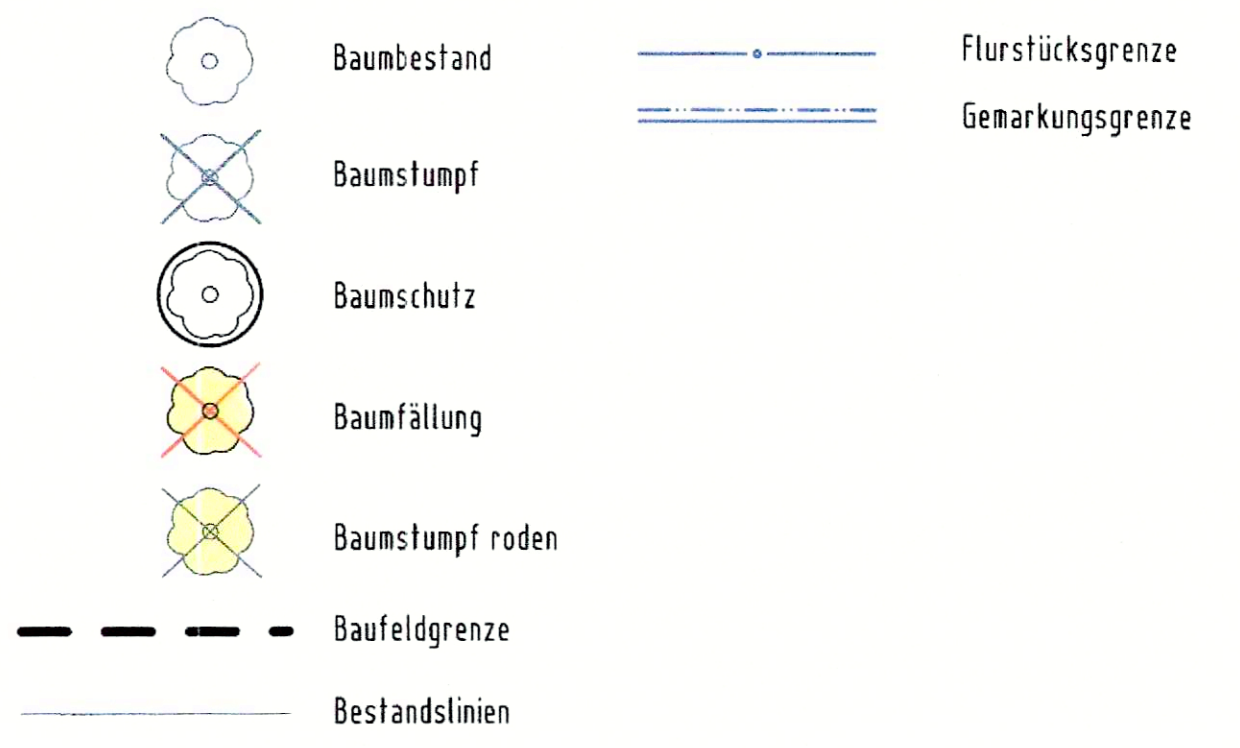 Baumbestand
Baumstumpf
Baumschutz
Baumfällung
Baumstumpf roden
Baufeldgrenze
Bestandslinien
Flurstücksgrenze
Gemarkungsgrenze